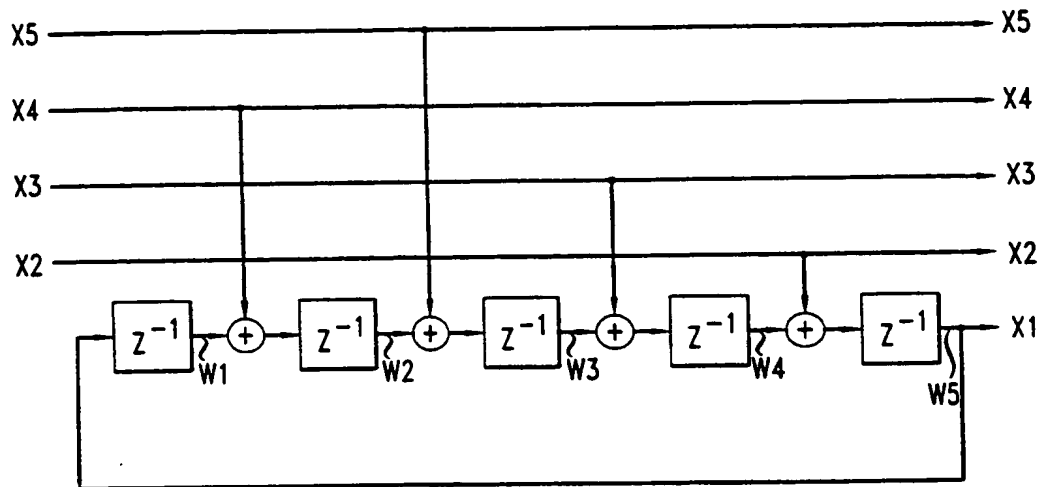 X5 X5
X4 X4
X3 X3
X2 X2
z⁻¹ + z⁻¹ + z⁻¹ + z⁻¹ + z⁻¹ X1
W1 W2 W3 W4 W5